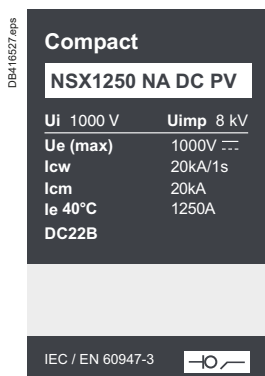 DB416527.eps
Compact
NSX1250 NA DC PV
Ui 1000 V Uimp 8 kV
Ue (max) 1000V
Icw 20kA/1s
Icm 20kA
Ie 40°C 1250A
DC22B
IEC / EN 60947-3